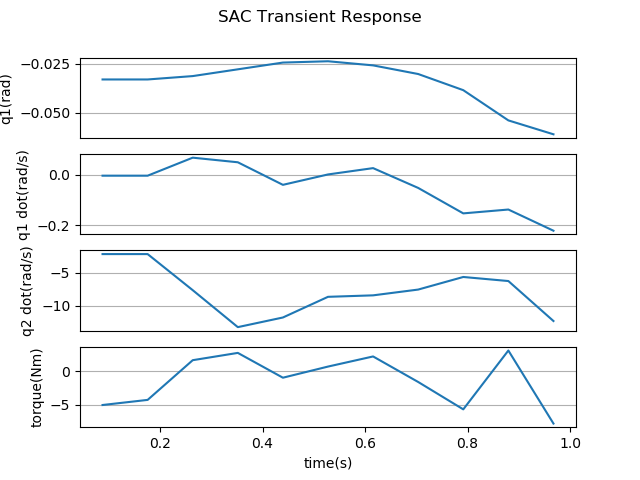 SAC Transient Response
q1(rad)
−0.025
−0.050
q1 dot(rad/s)
0.0
−0.2
q2 dot(rad/s)
−5
−10
torque(Nm)
0
−5
0.2 0.4 0.6 0.8 1.0
time(s)